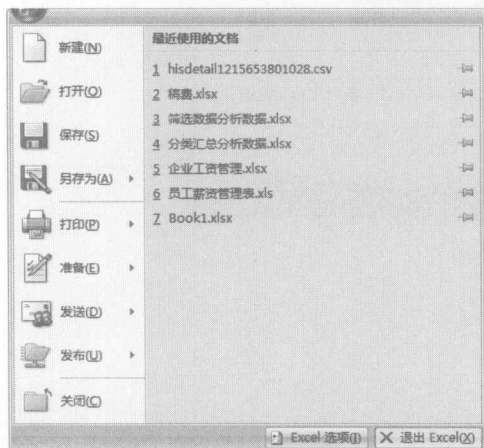 新建(N)
打开(O)
保存(S)
另存为(A)
打印(P)
准备(E)
发送(D)
发布(U)
关闭(C)
最近使用的文档
1 hisdetail1215653801028.csv
2 稿费.xlsx
3 筛选数据分析数据.xlsx
4 分类汇总分析数据.xlsx
5 企业工资管理.xlsx
6 员工薪资管理表.xls
7 Book1.xlsx
Excel 选项(I)
退出 Excel(X)